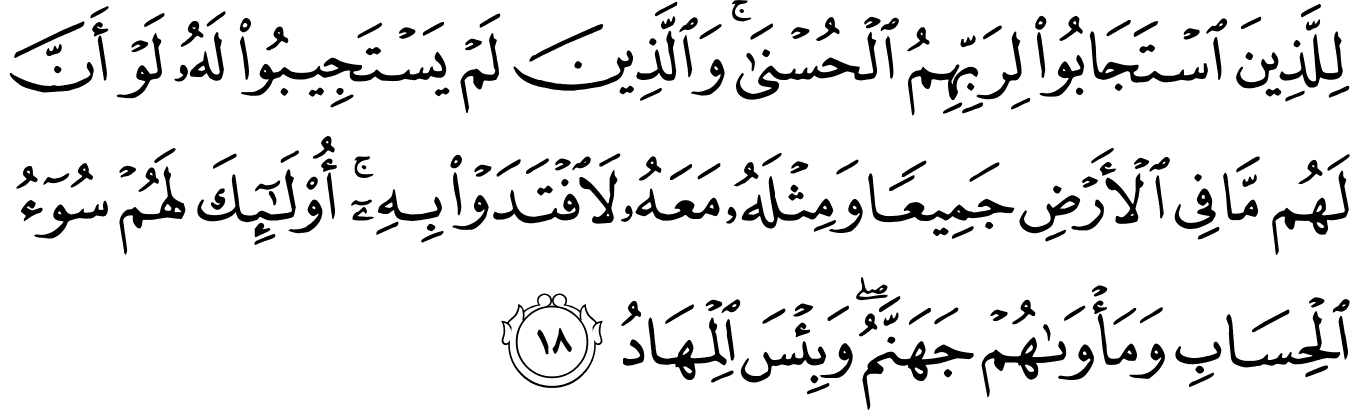 لِلَّذِينَ ٱسْتَجَابُوا۟ لِرَبِّهِمُ ٱلْحُسْنَىٰ ۚ وَٱلَّذِينَ لَمْ يَسْتَجِيبُوا۟ لَهُۥ لَوْ أَنَّ
لَهُم مَّا فِى ٱلْأَرْضِ جَمِيعًا وَمِثْلَهُۥ مَعَهُۥ لَٱفْتَدَوْا۟ بِهِۦٓ ۚ أُو۟لَـٰٓئِكَ لَهُمْ سُوٓءُ
ٱلْحِسَابِ وَمَأْوَىٰهُمْ جَهَنَّمُ ۖ وَبِئْسَ ٱلْمِهَادُ ١٨